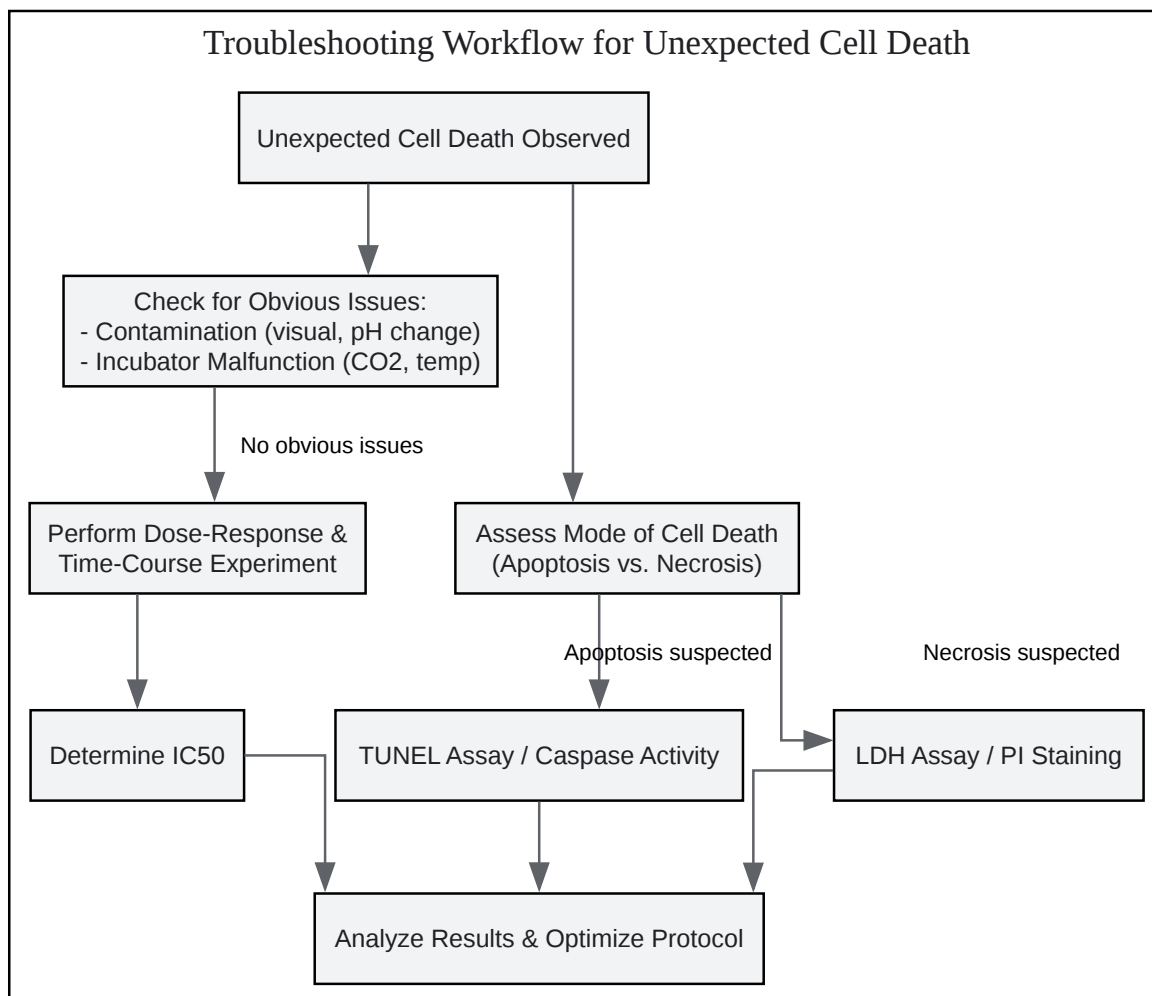 Troubleshooting Workflow for Unexpected Cell Death
Unexpected Cell Death Observed
Check for Obvious Issues:
- Contamination (visual, pH change)
- Incubator Malfunction (CO2, temp)
No obvious issues
Perform Dose-Response &
Time-Course Experiment
Assess Mode of Cell Death
(Apoptosis vs. Necrosis)
Apoptosis suspected
Necrosis suspected
Determine IC50
TUNEL Assay / Caspase Activity
LDH Assay / PI Staining
Analyze Results & Optimize Protocol